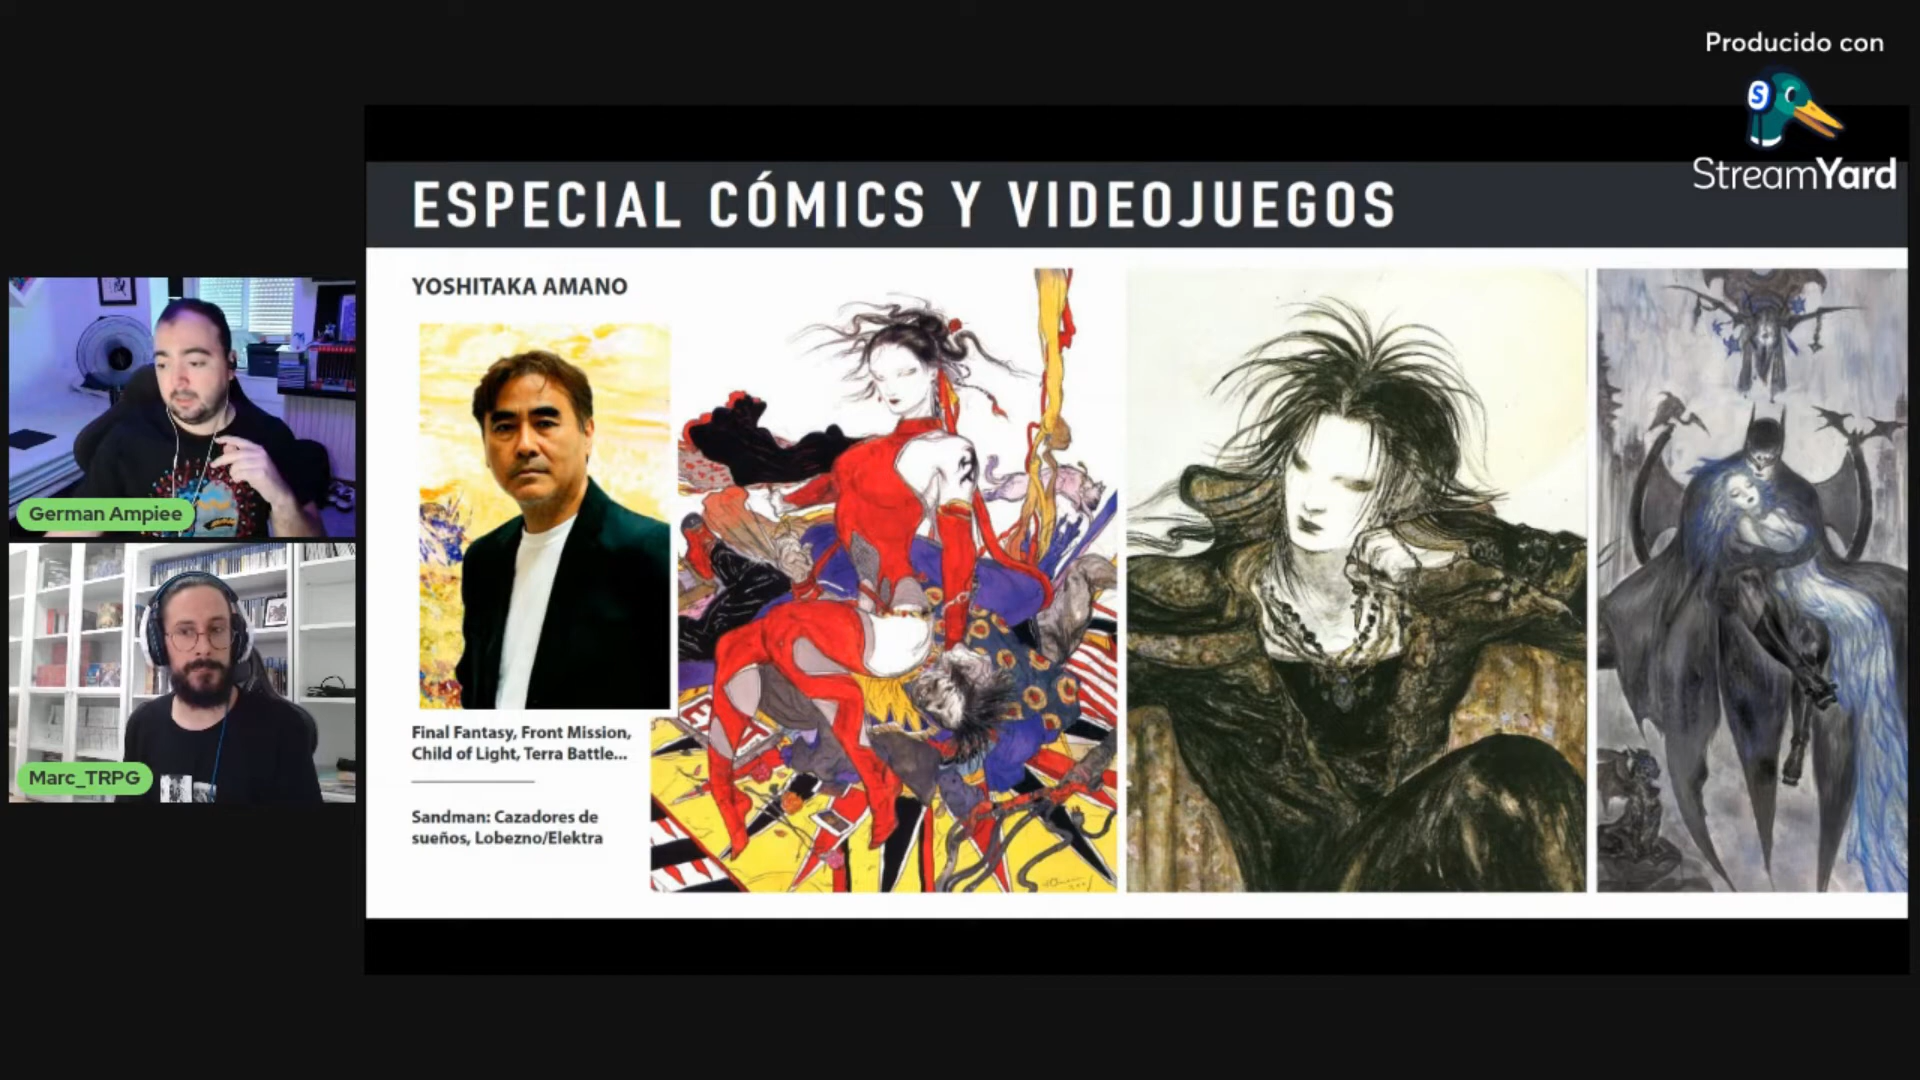 Producido con
StreamYard
ESPECIAL CÓMICS Y VIDEOJUEGOS
YOSHITAKA AMANO
Final Fantasy, Front Mission,
Child of Light, Terra Battle...
Sandman: Cazadores de
sueños, Lobezno/Elektra
German Ampiee
Marc_TRPG